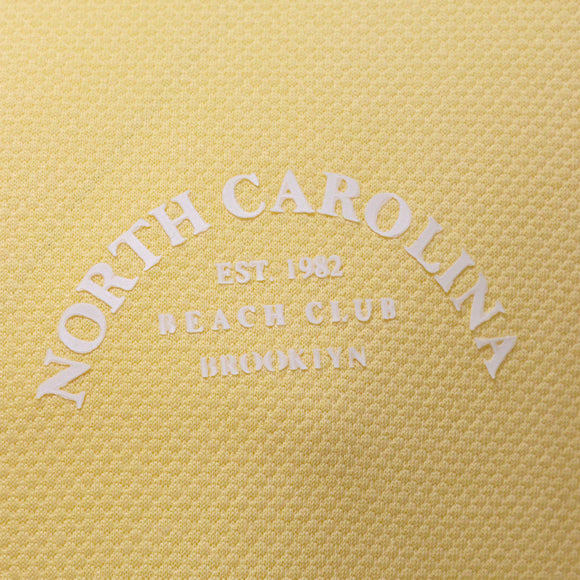 NORTH CAROLINA
EST. 1982
BEACH CLUB
BROOKLYN